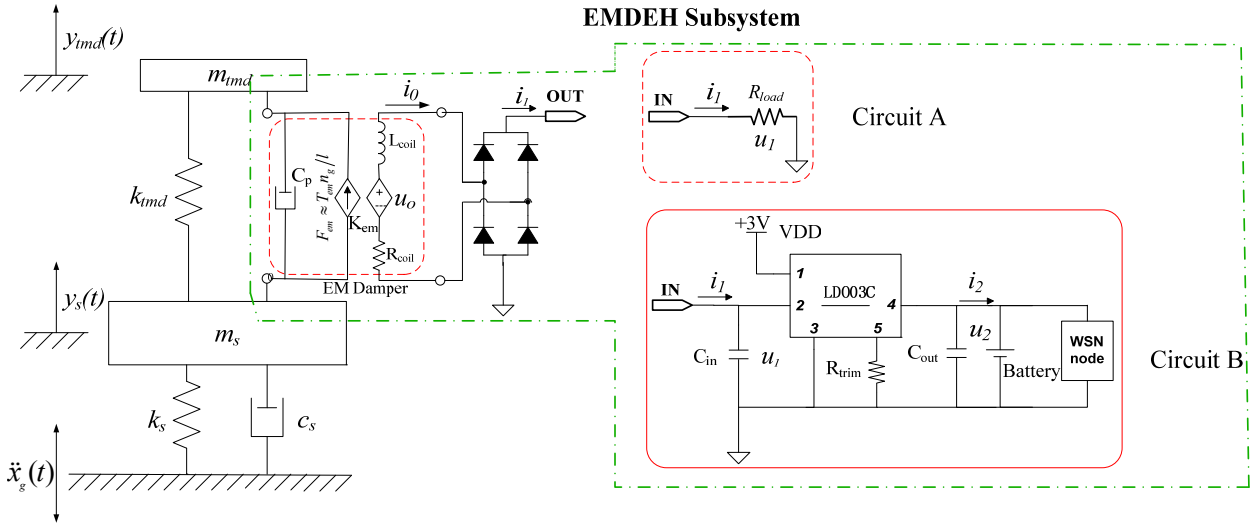 EMDEH Subsystem
y_tmd(t)
m_tmd
k_tmd
C_p
F_em ≈ T_em n_g / l
K_em
L_coil
+
u_o
R_coil
EM Damper
i_0
i_1
OUT
IN
i_1
R_load
u_1
Circuit A
y_s(t)
m_s
k_s
c_s
ẍ_g(t)
+3V
VDD
IN
i_1
1
2
3
4
5
LD003C
C_in
u_1
R_trim
C_out
i_2
u_2
Battery
WSN
node
Circuit B